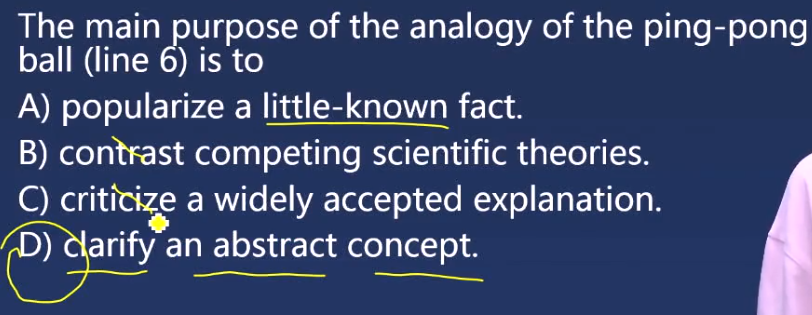 The main purpose of the analogy of the ping-pong
ball (line 6) is to
A) popularize a little-known fact.
B) contrast competing scientific theories.
C) criticize a widely accepted explanation.
D) clarify an abstract concept.